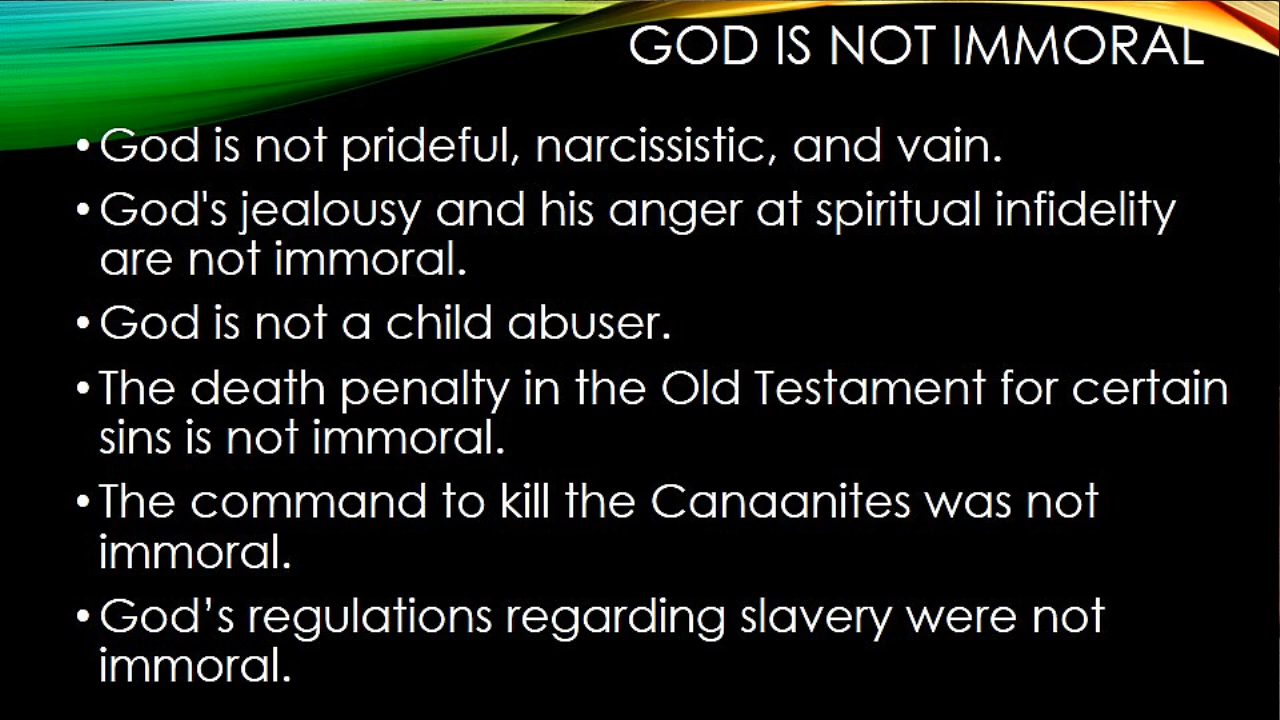 GOD IS NOT IMMORAL
• God is not prideful, narcissistic, and vain.
• God's jealousy and his anger at spiritual infidelity
are not immoral.
• God is not a child abuser.
• The death penalty in the Old Testament for certain
sins is not immoral.
• The command to kill the Canaanites was not
immoral.
• God’s regulations regarding slavery were not
immoral.